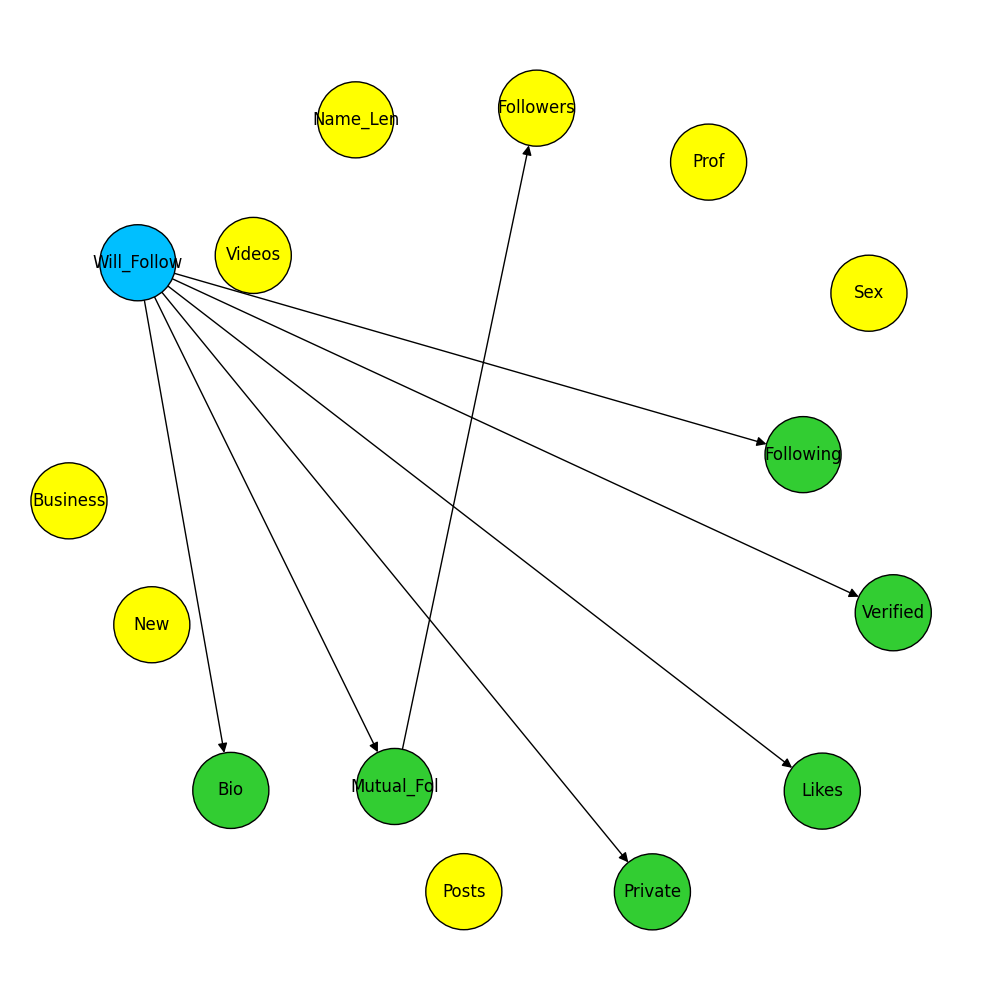 Followers
Name_Len
Prof
Videos
Will_Follow
Sex
Following
Business
Verified
New
Mutual_Fol
Bio
Likes
Posts
Private